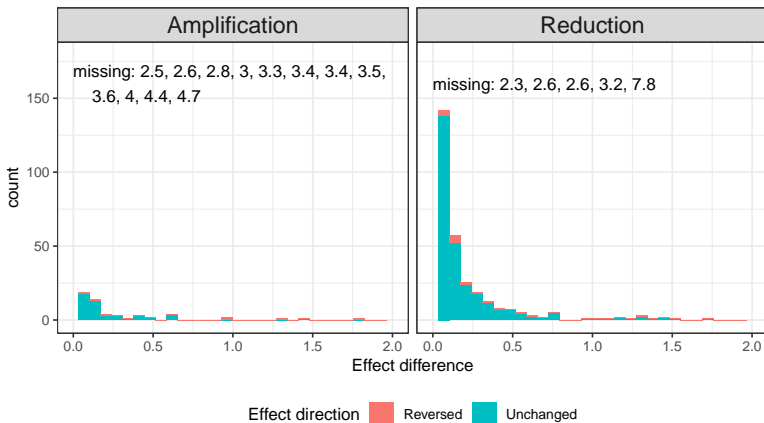 Amplification
Reduction
missing: 2.5, 2.6, 2.8, 3, 3.3, 3.4, 3.4, 3.5,
3.6, 4, 4.4, 4.7
missing: 2.3, 2.6, 2.6, 3.2, 7.8
150
100
50
0
count
0.0 0.5 1.0 1.5 2.0
0.0 0.5 1.0 1.5 2.0
Effect difference
Effect direction Reversed Unchanged